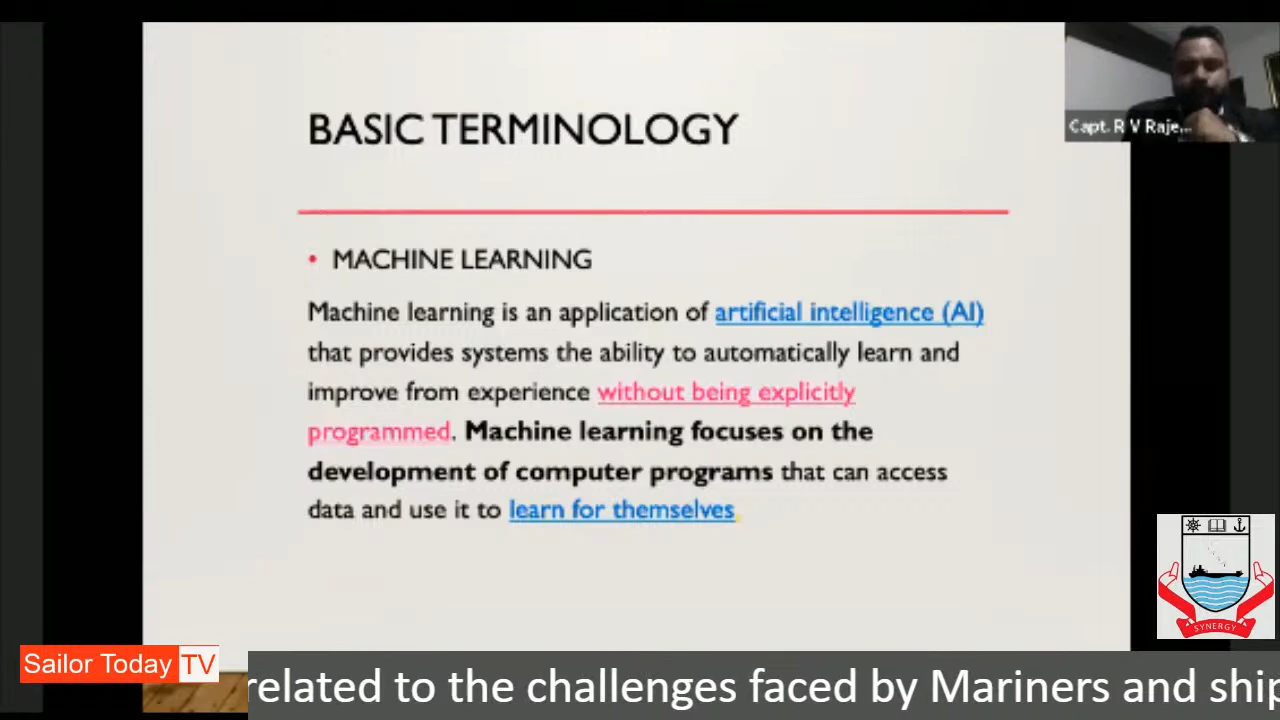 BASIC TERMINOLOGY
Capt. R V Raje...
• MACHINE LEARNING
Machine learning is an application of artificial intelligence (AI)
that provides systems the ability to automatically learn and
improve from experience without being explicitly
programmed. Machine learning focuses on the
development of computer programs that can access
data and use it to learn for themselves.
SYNERGY
Sailor Today TV
related to the challenges faced by Mariners and ship